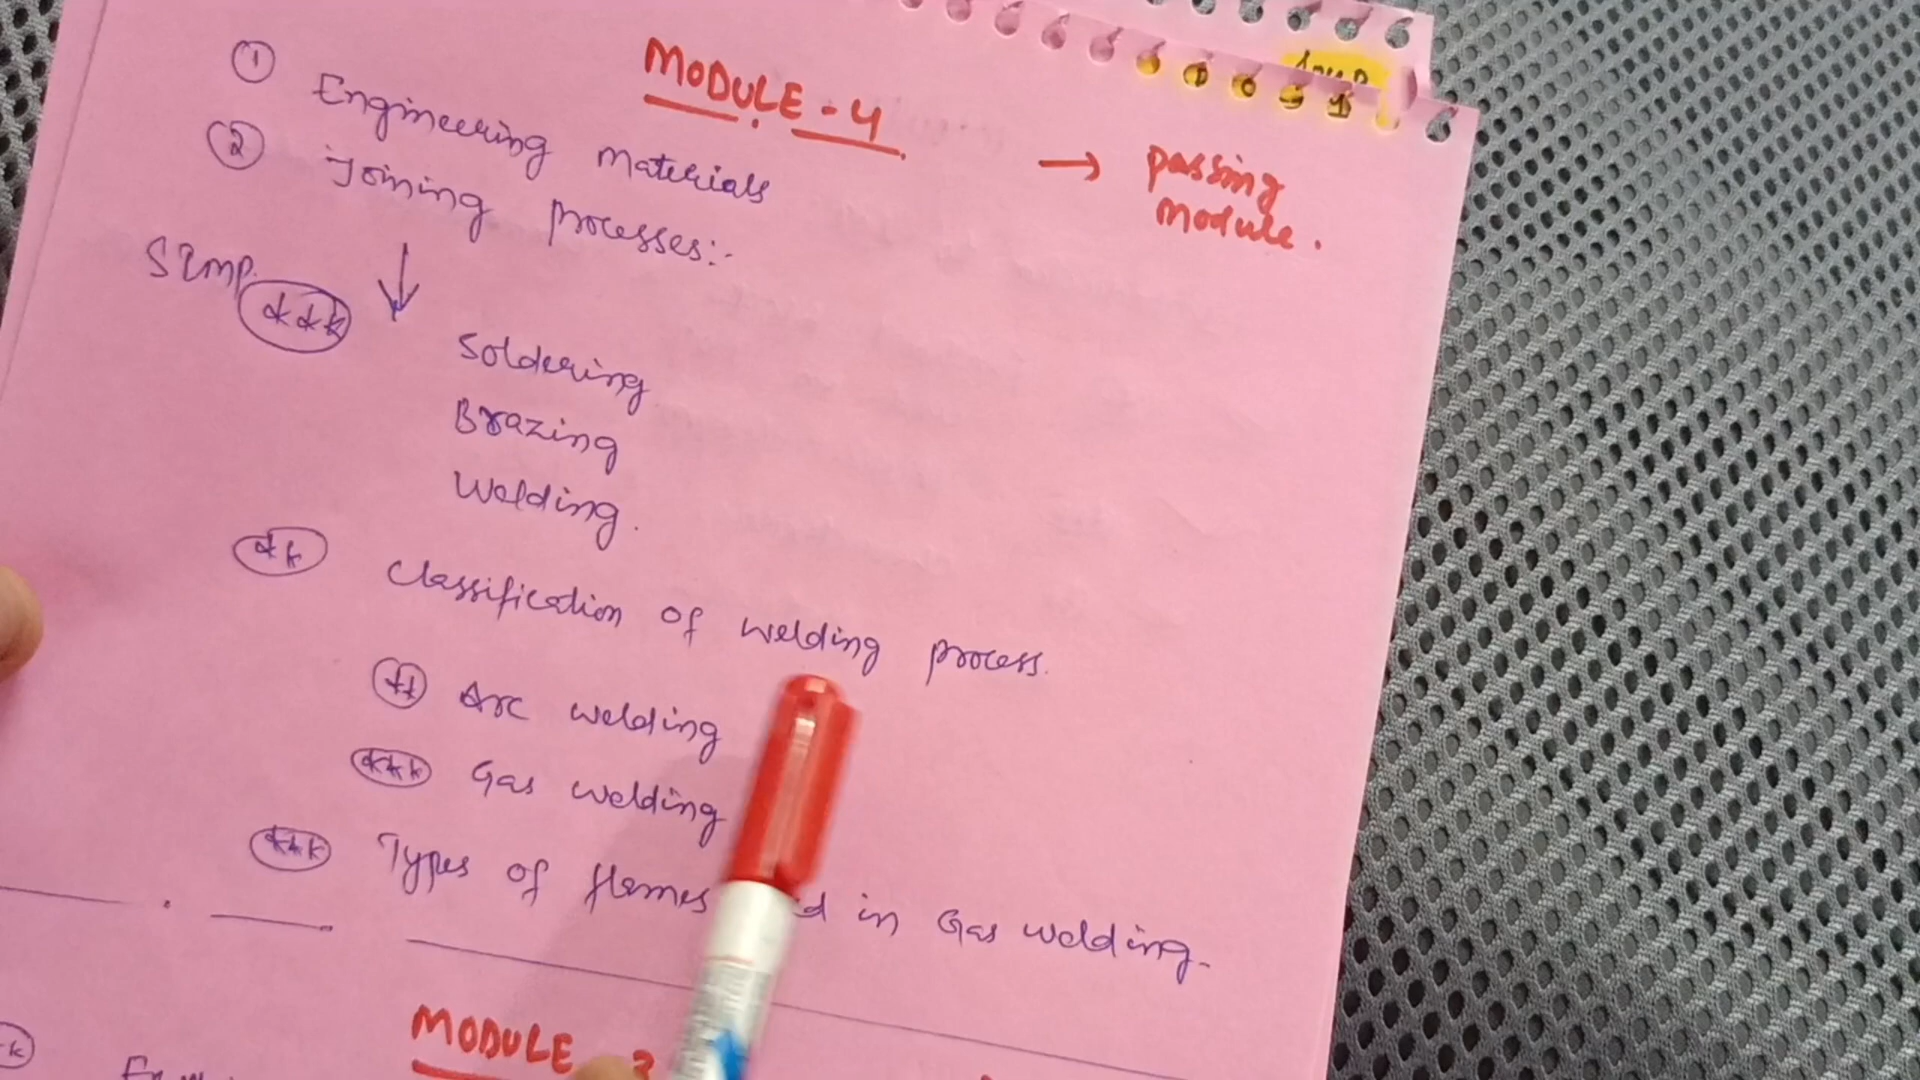 MODULE - 4
① Engineering materials
→ passing module.
② Joining processes:-
SImp. ***
↓
Soldering
Brazing
Welding.
** Classification of welding process.
** Arc welding
*** Gas welding
*** Types of flames in Gas welding.
MODULE